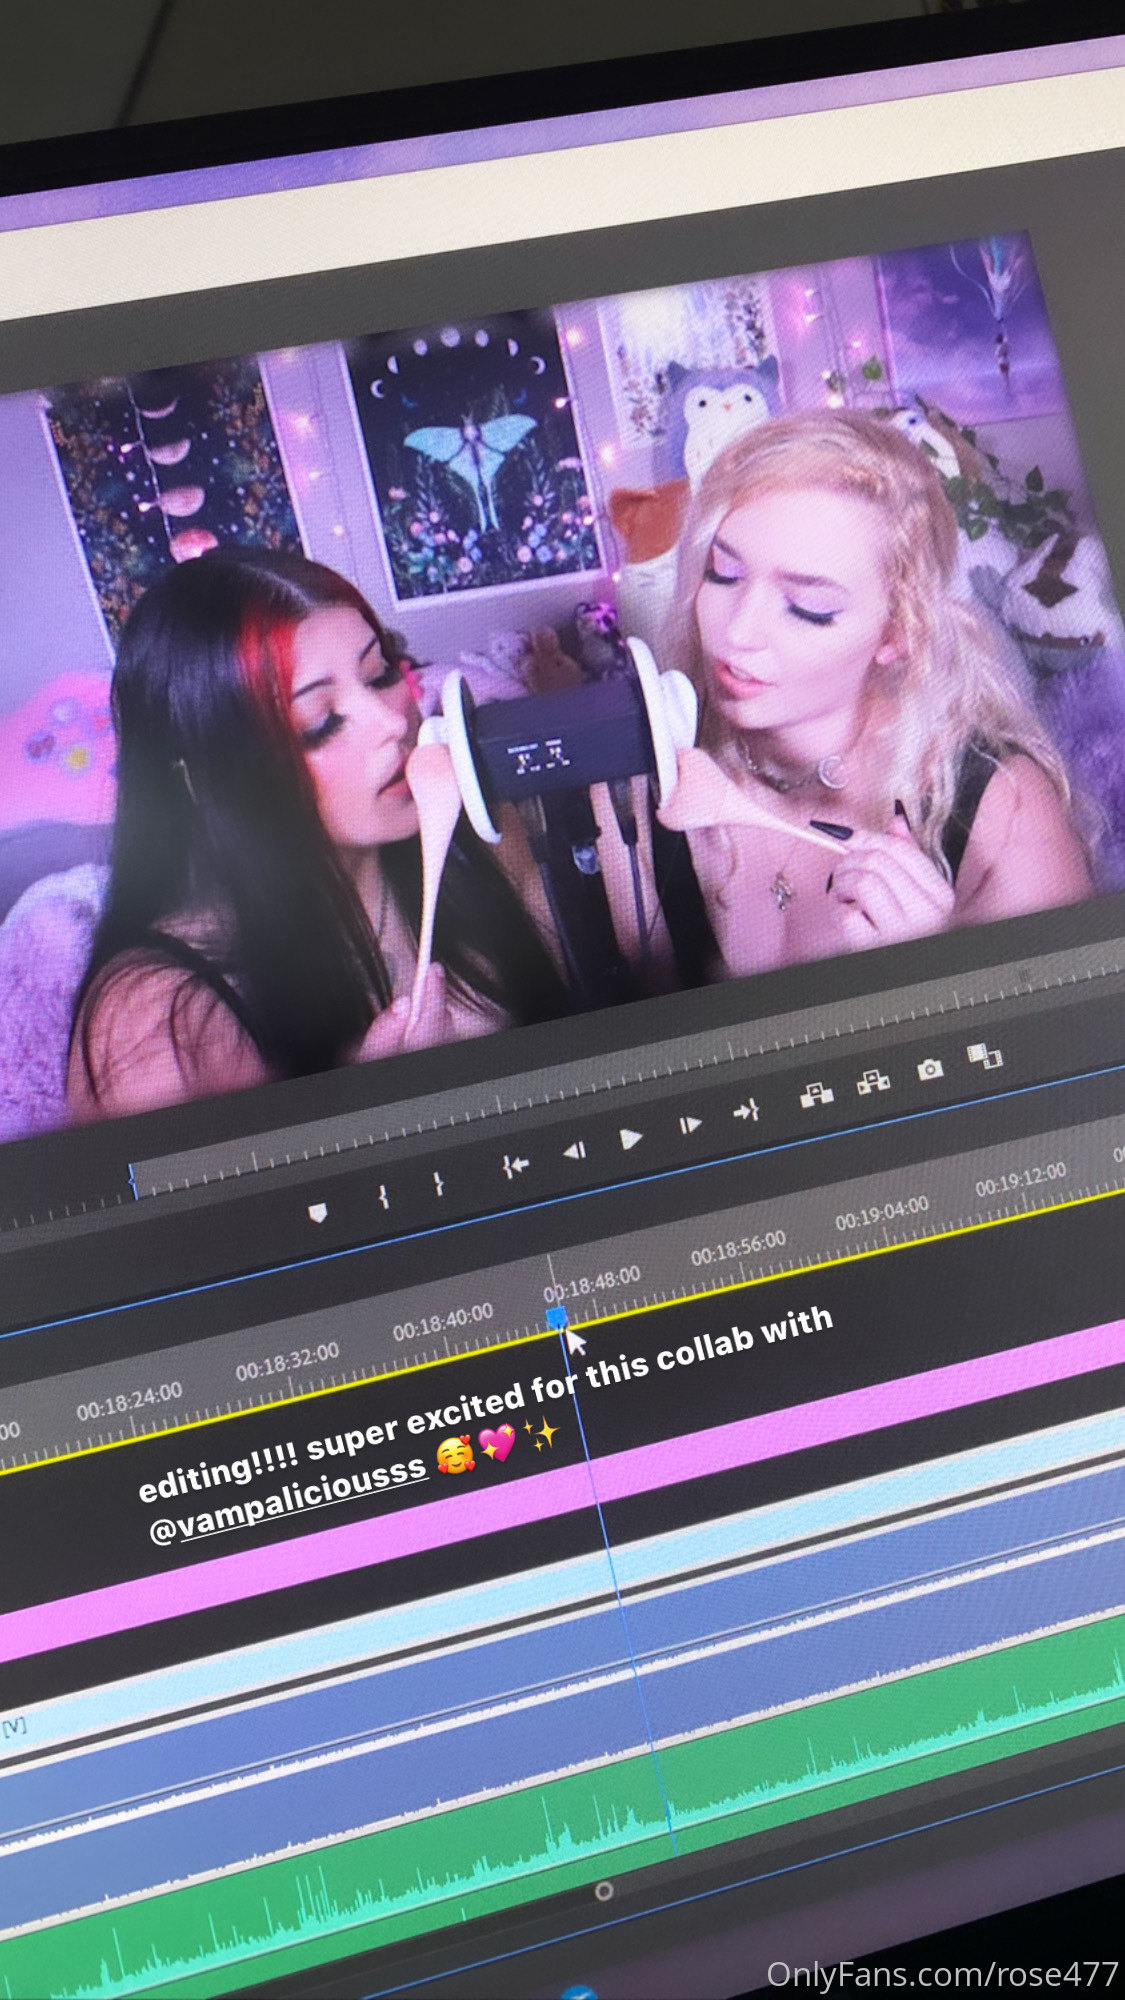 00:18:24:00
00:18:32:00
00:18:40:00
00:18:48:00
00:18:56:00
00:19:04:00
00:19:12:00
editing!!!! super excited for this collab with
@vampaliciousss 🥰💖✨
[V]
OnlyFans.com/rose477